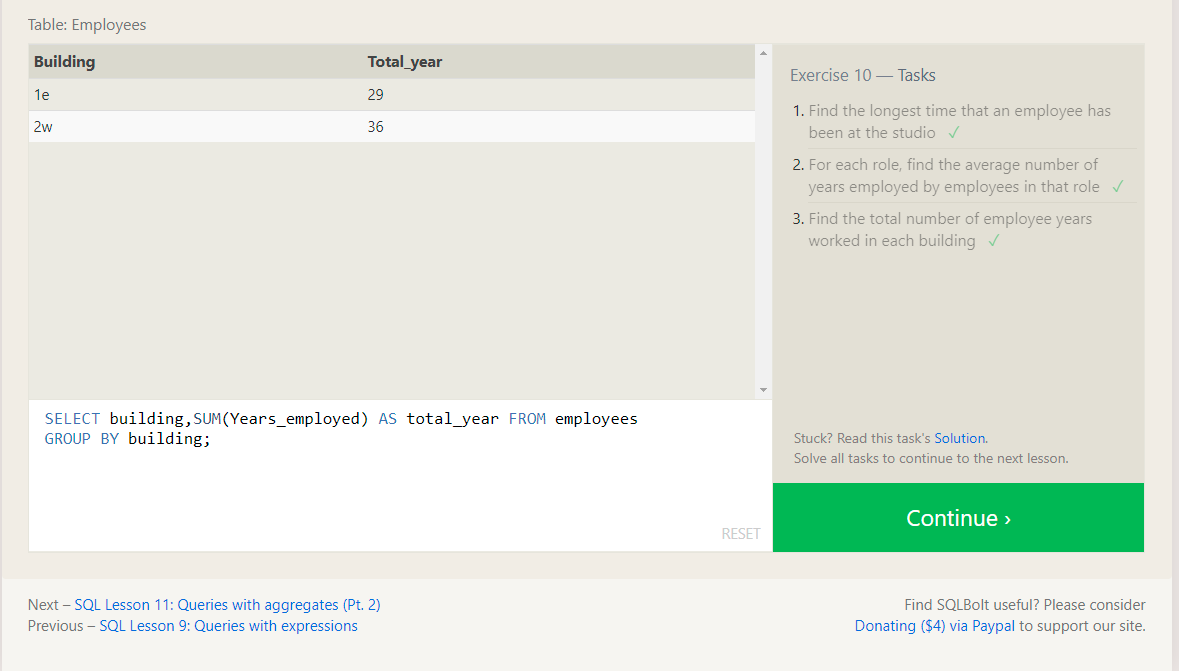 Table: Employees
Building Total_year
1e 29
2w 36
SELECT building,SUM(Years_employed) AS total_year FROM employees
GROUP BY building;
RESET
Exercise 10 — Tasks
1. Find the longest time that an employee has
been at the studio ✓
2. For each role, find the average number of
years employed by employees in that role ✓
3. Find the total number of employee years
worked in each building ✓
Stuck? Read this task's Solution.
Solve all tasks to continue to the next lesson.
Continue ›
Next – SQL Lesson 11: Queries with aggregates (Pt. 2)
Previous – SQL Lesson 9: Queries with expressions
Find SQLBolt useful? Please consider
Donating ($4) via Paypal to support our site.